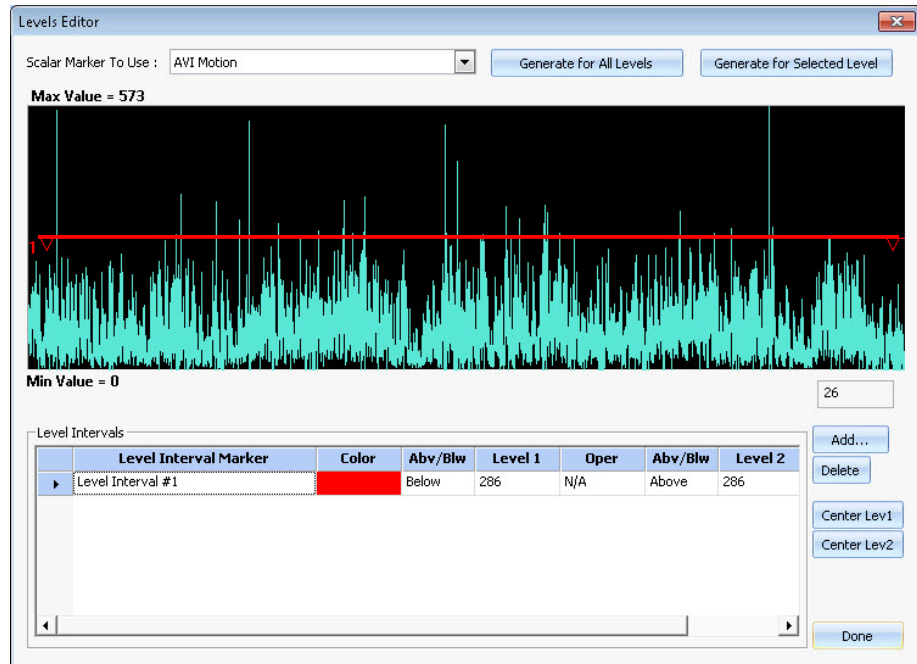 Levels Editor
Scalar Marker To Use : AVI Motion Generate for All Levels Generate for Selected Level
Max Value = 573
1
Min Value = 0
26
Level Intervals
Add...
Level Interval Marker Color Abv/Blw Level 1 Oper Abv/Blw Level 2
Level Interval #1 Below 286 N/A Above 286
Delete
Center Lev1
Center Lev2
Done